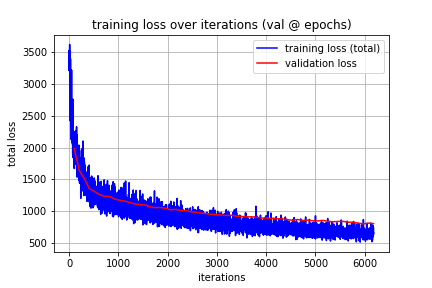 training loss over iterations (val @ epochs)
training loss (total)
validation loss
total loss
3500
3000
2500
2000
1500
1000
500
0
1000
2000
3000
4000
5000
6000
iterations